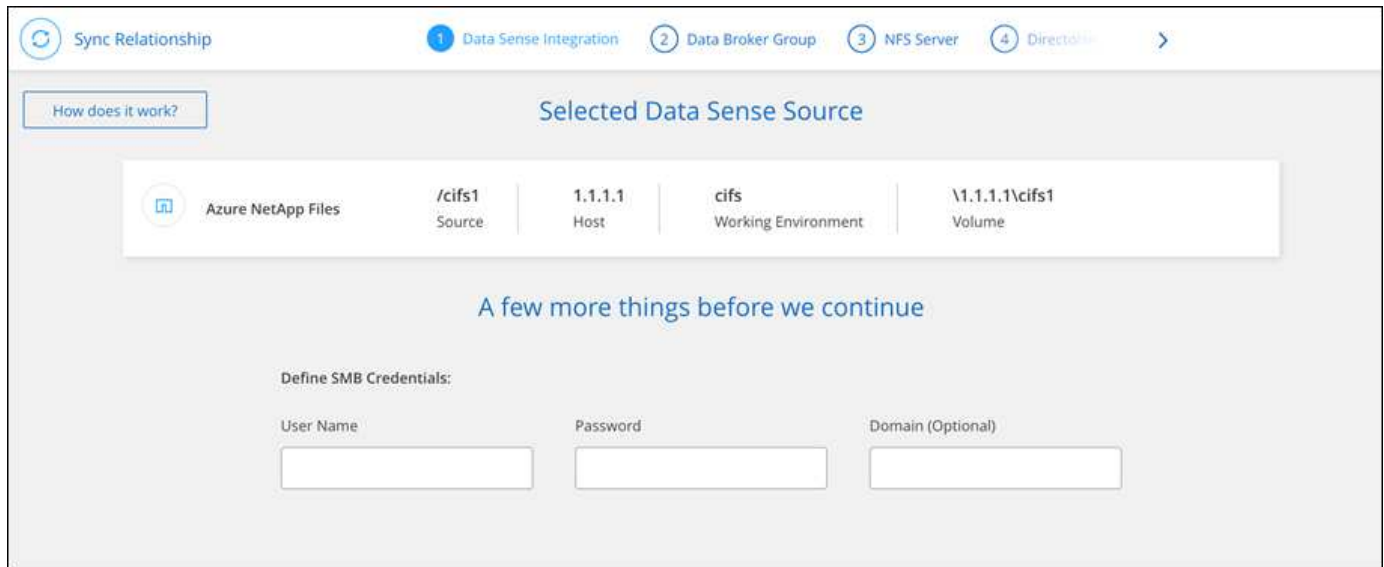 Sync Relationship
1 Data Sense Integration 2 Data Broker Group 3 NFS Server 4
How does it work?
Selected Data Sense Source
Azure NetApp Files
/cifs1 1.1.1.1 cifs \1.1.1.1\cifs1
Source Host Working Environment Volume
A few more things before we continue
Define SMB Credentials:
User Name Password Domain (Optional)